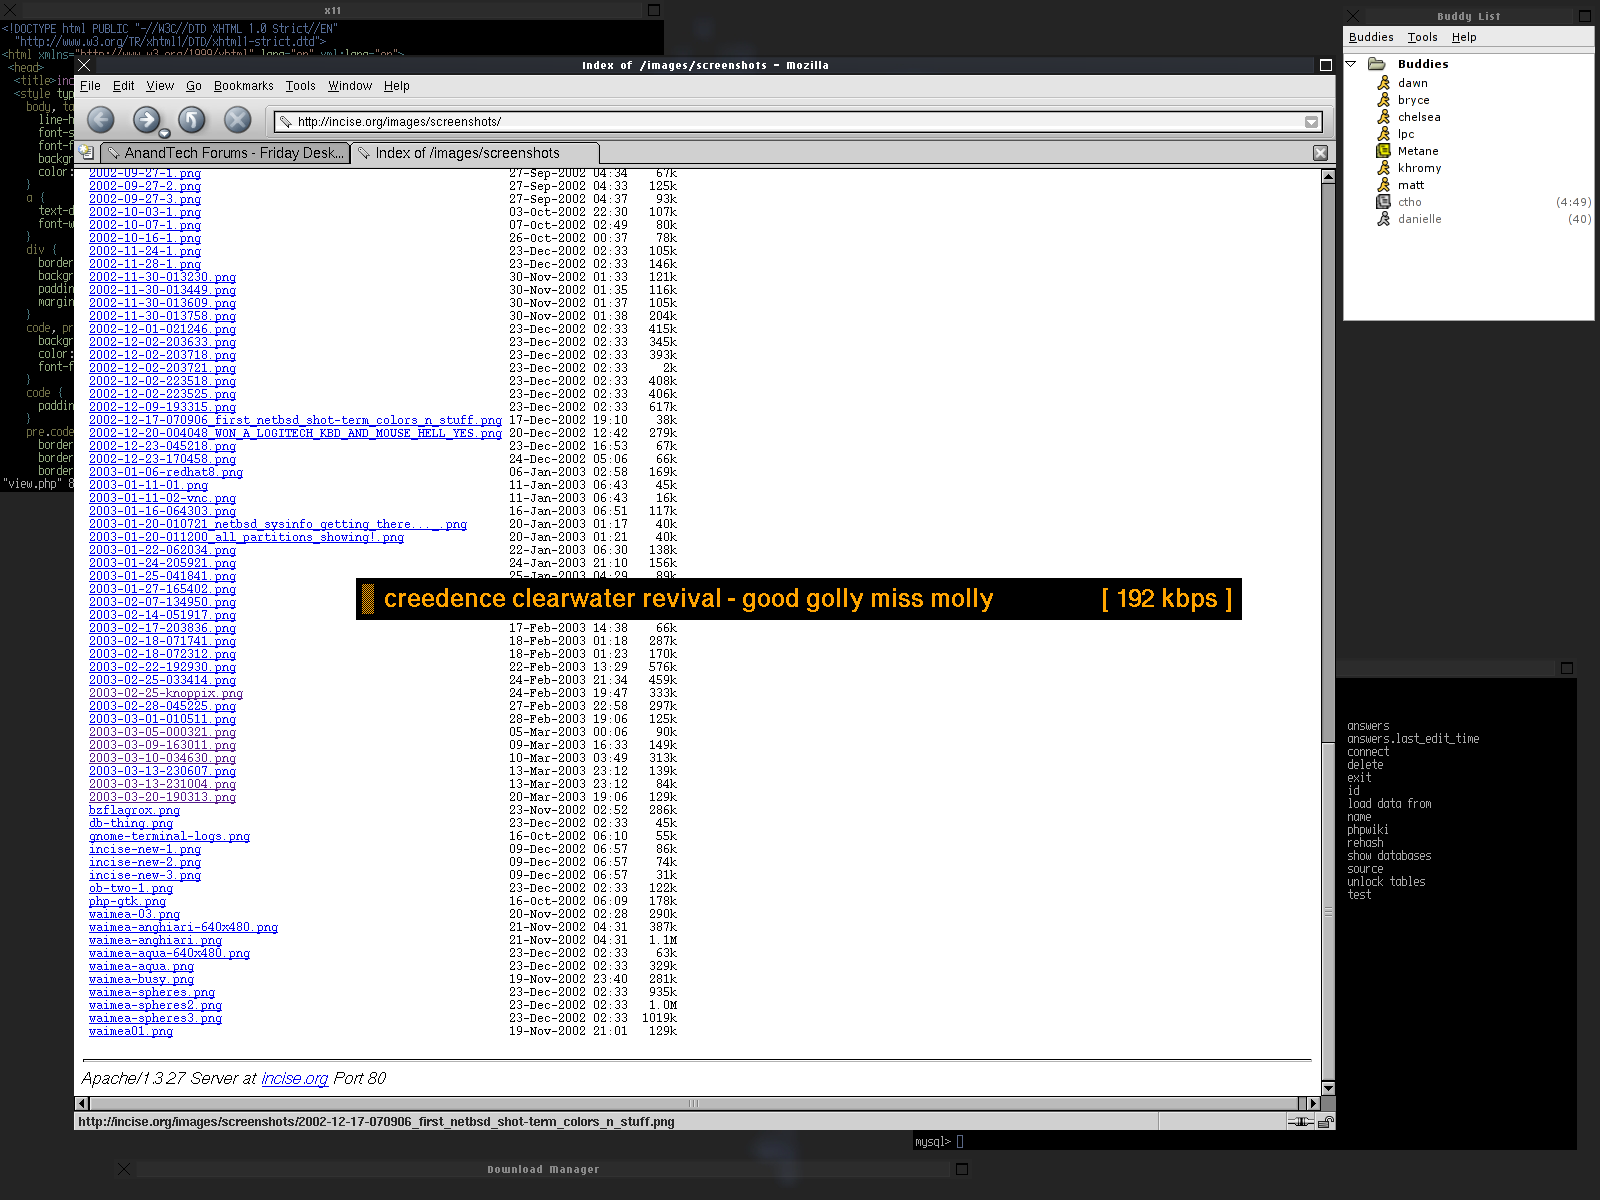 x11
<!DOCTYPE html PUBLIC "-//W3C//DTD XHTML 1.0 Strict//EN"
"http://www.w3.org/TR/xhtml1/DTD/xhtml1-strict.dtd">
<html xmlns="http://www.w3.org/1999/xhtml" lang="en" xml:lang="en">
<head>
<title>inc
<style typ
body, ta
line-h
font-s
font-f
backgr
color:
}
a {
text-d
font-w
}
div {
border
backgr
paddin
margin
}
code, pr
backgr
color:
font-f
}
code {
paddin
}
pre.code
border
border
border
"view.php" 8
Index of /images/screenshots - Mozilla
File Edit View Go Bookmarks Tools Window Help
http://incise.org/images/screenshots/
AnandTech Forums - Friday Desk... Index of /images/screenshots
2002-09-27-1.png 27-Sep-2002 04:34 67k
2002-09-27-2.png 27-Sep-2002 04:33 125k
2002-09-27-3.png 27-Sep-2002 04:37 93k
2002-10-03-1.png 03-Oct-2002 22:30 107k
2002-10-07-1.png 07-Oct-2002 02:49 80k
2002-10-16-1.png 26-Oct-2002 00:37 78k
2002-11-24-1.png 23-Dec-2002 02:33 105k
2002-11-28-1.png 23-Dec-2002 02:33 146k
2002-11-30-013230.png 30-Nov-2002 01:33 121k
2002-11-30-013449.png 30-Nov-2002 01:35 116k
2002-11-30-013609.png 30-Nov-2002 01:37 105k
2002-11-30-013758.png 30-Nov-2002 01:38 204k
2002-12-01-021246.png 23-Dec-2002 02:33 415k
2002-12-02-203633.png 23-Dec-2002 02:33 345k
2002-12-02-203718.png 23-Dec-2002 02:33 393k
2002-12-02-203721.png 23-Dec-2002 02:33 2k
2002-12-02-223518.png 23-Dec-2002 02:33 408k
2002-12-02-223525.png 23-Dec-2002 02:33 406k
2002-12-09-193315.png 23-Dec-2002 02:33 617k
2002-12-17-070906_first_netbsd_shot-term_colors_n_stuff.png 17-Dec-2002 19:10 38k
2002-12-20-004048_WON_A_LOGITECH_KBD_AND_MOUSE_HELL_YES.png 20-Dec-2002 12:42 279k
2002-12-23-045218.png 23-Dec-2002 16:53 67k
2002-12-23-170458.png 24-Dec-2002 05:06 66k
2003-01-06-redhat8.png 06-Jan-2003 02:58 169k
2003-01-11-01.png 11-Jan-2003 06:43 45k
2003-01-11-02-vnc.png 11-Jan-2003 06:43 16k
2003-01-16-064303.png 16-Jan-2003 06:51 117k
2003-01-20-010721_netbsd_sysinfo_getting_there..._.png 20-Jan-2003 01:17 40k
2003-01-20-011200_all_partitions_showing!.png 20-Jan-2003 01:21 40k
2003-01-22-062034.png 22-Jan-2003 06:30 138k
2003-01-24-205921.png 24-Jan-2003 21:10 156k
2003-01-25-041841.png 25-Jan-2003 04:29 89k
2003-01-27-165402.png
2003-02-07-134950.png
2003-02-14-051917.png
creedence clearwater revival - good golly miss molly [ 192 kbps ]
2003-02-17-203836.png 17-Feb-2003 14:38 66k
2003-02-18-071741.png 18-Feb-2003 01:18 287k
2003-02-18-072312.png 18-Feb-2003 01:23 170k
2003-02-22-192930.png 22-Feb-2003 13:29 576k
2003-02-25-033414.png 24-Feb-2003 21:34 459k
2003-02-25-knoppix.png 24-Feb-2003 19:47 333k
2003-02-28-045225.png 27-Feb-2003 22:58 297k
2003-03-01-010511.png 28-Feb-2003 19:06 125k
2003-03-05-000321.png 05-Mar-2003 00:06 90k
2003-03-09-163011.png 09-Mar-2003 16:33 149k
2003-03-10-034630.png 10-Mar-2003 03:49 313k
2003-03-13-230607.png 13-Mar-2003 23:12 139k
2003-03-13-231004.png 13-Mar-2003 23:12 84k
2003-03-20-190313.png 20-Mar-2003 19:06 129k
bzflagrox.png 23-Nov-2002 02:52 286k
db-thing.png 23-Dec-2002 02:33 45k
gnome-terminal-logs.png 16-Oct-2002 06:10 55k
incise-new-1.png 09-Dec-2002 06:57 86k
incise-new-2.png 09-Dec-2002 06:57 74k
incise-new-3.png 09-Dec-2002 06:57 31k
ob-two-1.png 23-Dec-2002 02:33 122k
php-gtk.png 16-Oct-2002 06:09 178k
waimea-03.png 20-Nov-2002 02:28 290k
waimea-anghiari-640x480.png 21-Nov-2002 04:31 387k
waimea-anghiari.png 21-Nov-2002 04:31 1.1M
waimea-aqua-640x480.png 23-Dec-2002 02:33 63k
waimea-aqua.png 23-Dec-2002 02:33 329k
waimea-busy.png 19-Nov-2002 23:40 281k
waimea-spheres.png 23-Dec-2002 02:33 935k
waimea-spheres2.png 23-Dec-2002 02:33 1.0M
waimea-spheres3.png 23-Dec-2002 02:33 1019k
waimea01.png 19-Nov-2002 21:01 129k
Apache/1.3.27 Server at incise.org Port 80
http://incise.org/images/screenshots/2002-12-17-070906_first_netbsd_shot-term_colors_n_stuff.png
Buddy List
Buddies Tools Help
Buddies
dawn
bryce
chelsea
lpc
Metane
khromy
matt
ctho (4:49)
danielle (40)
answers
answers.last_edit_time
connect
delete
exit
id
load data from
name
phpwiki
rehash
show databases
source
unlock tables
test
mysql>
Download Manager